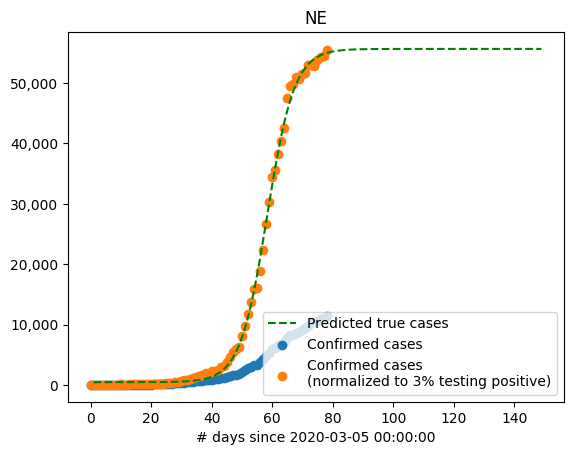 NE
50,000
40,000
30,000
20,000
10,000
0
Predicted true cases
Confirmed cases
Confirmed cases
(normalized to 3% testing positive)
0 20 40 60 80 100 120 140
# days since 2020-03-05 00:00:00